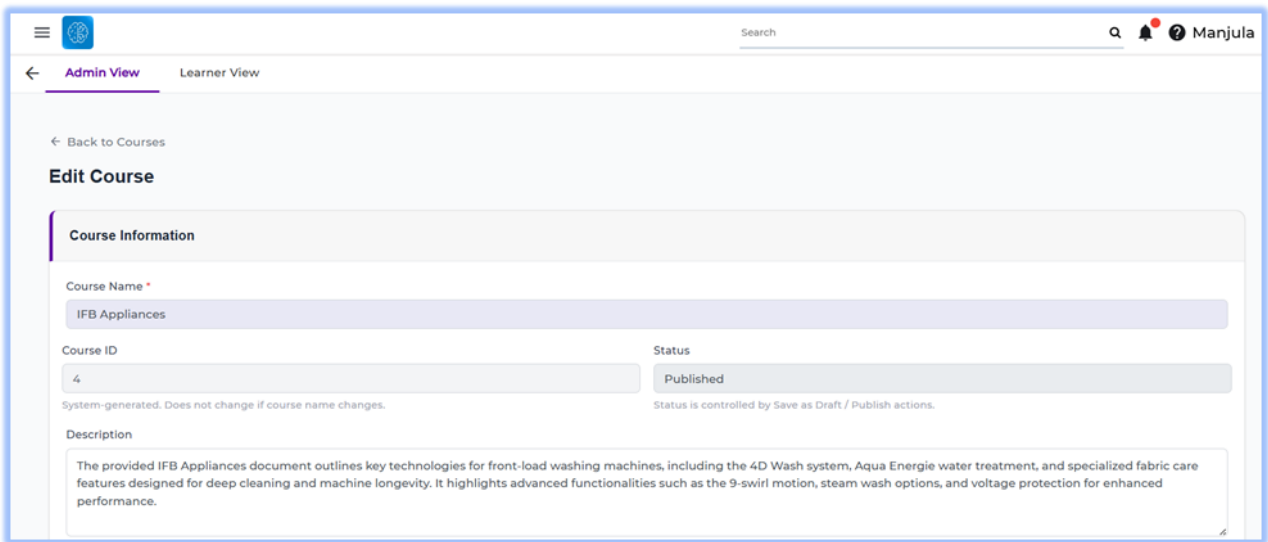 Search
Manjula
Admin View Learner View
Back to Courses
Edit Course
Course Information
Course Name *
IFB Appliances
Course ID Status
4 Published
System-generated. Does not change if course name changes. Status is controlled by Save as Draft / Publish actions.
Description
The provided IFB Appliances document outlines key technologies for front-load washing machines, including the 4D Wash system, Aqua Energie water treatment, and specialized fabric care
features designed for deep cleaning and machine longevity. It highlights advanced functionalities such as the 9-swirl motion, steam wash options, and voltage protection for enhanced
performance.